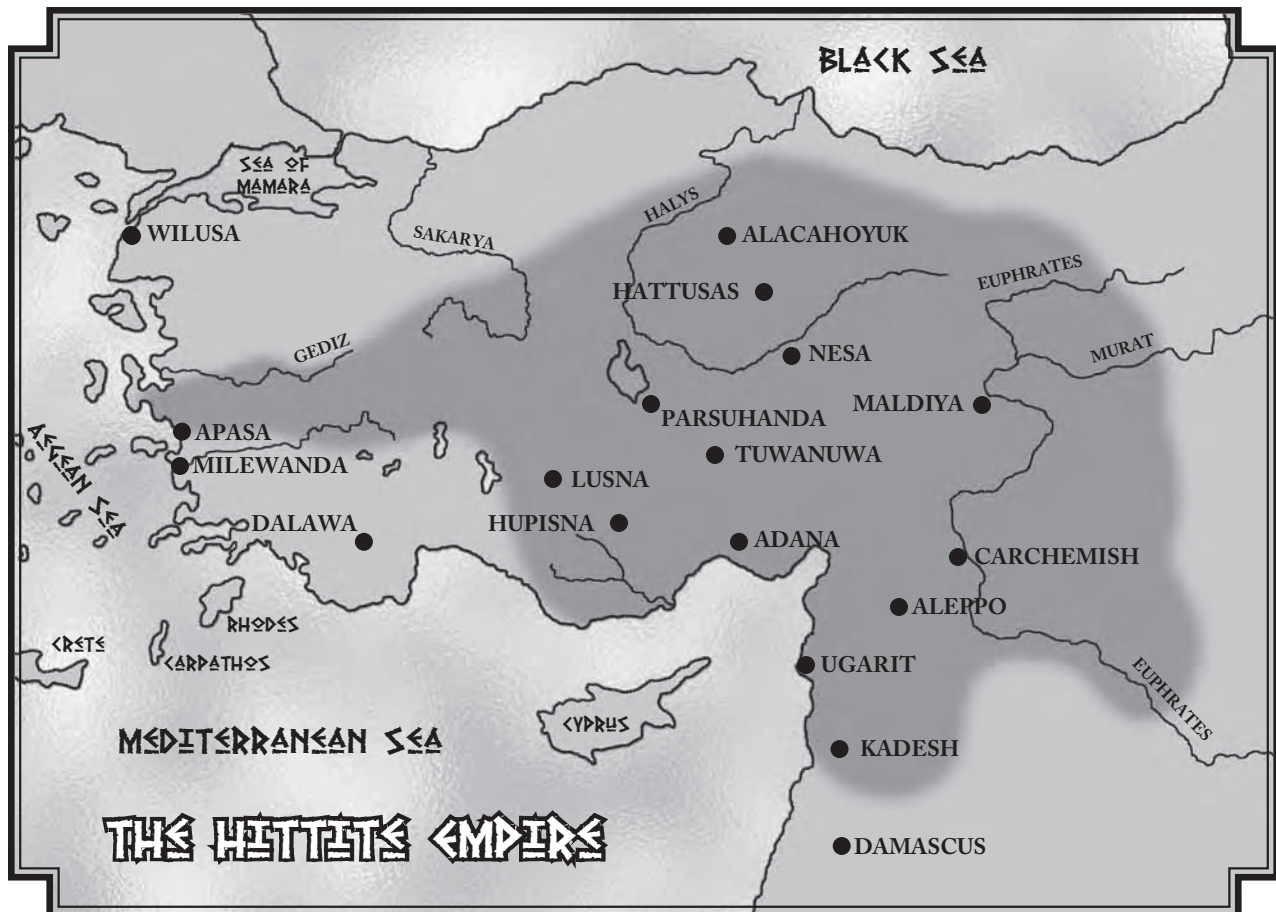 BLACK SEA
SEA OF
MAMARA
HALYS
WILUSA
SAKARYA
ALACAHOYUK
EUPHRATES
HATTUSAS
GEDIZ
NESA
MURAT
PARSUHANDA
MALDIYA
APASA
MILEWANDA
TUWANUWA
AEGEAN SEA
LUSNA
DALAWA
HUPISNA
ADANA
CARCHEMISH
ALEPPO
RHODES
CRETE
CARPATHOS
UGARIT
EUPHRATES
CYPRUS
MEDITERRANEAN SEA
KADESH
THE HITTITE EMPIRE
DAMASCUS